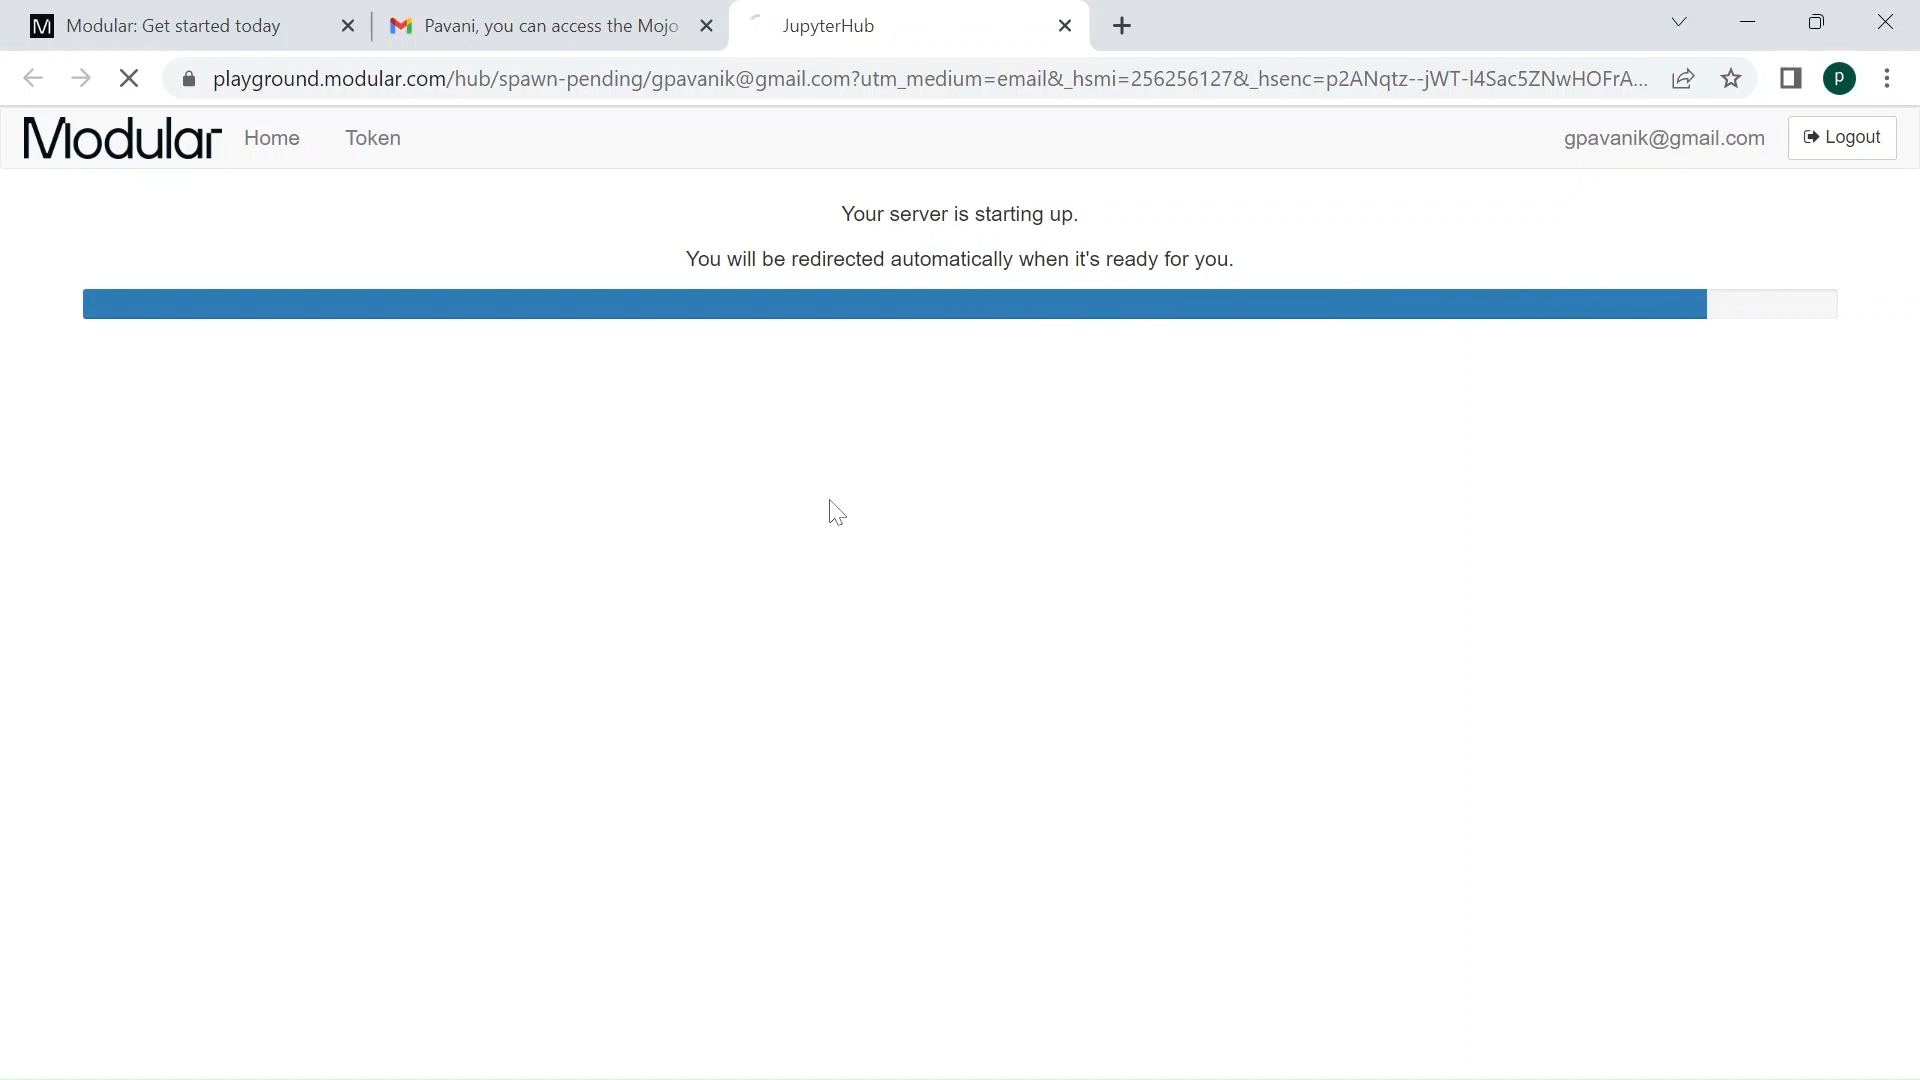 M Modular: Get started today
Pavani, you can access the Mojo
JupyterHub
playground.modular.com/hub/spawn-pending/gpavanik@gmail.com?utm_medium=email&_hsmi=256256127&_hsenc=p2ANqtz--jWT-I4Sac5ZNwHOFrA...
P
Modular Home Token gpavanik@gmail.com Logout
Your server is starting up.
You will be redirected automatically when it's ready for you.